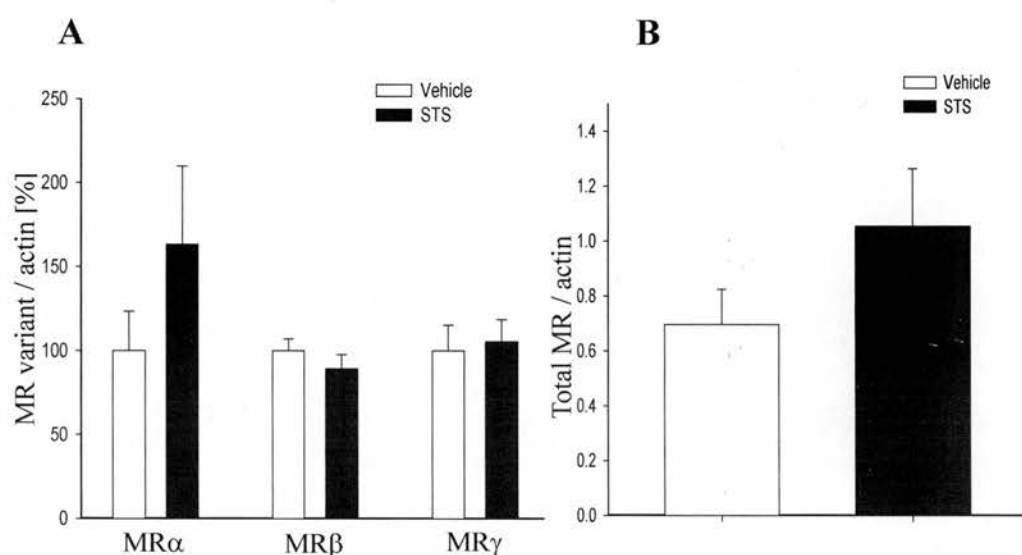 A
Vehicle
STS
MR variant / actin [%]
250
200
150
100
50
0
MRα MRβ MRγ
B
Vehicle
STS
Total MR / actin
1.4
1.2
1.0
0.8
0.6
0.4
0.2
0.0